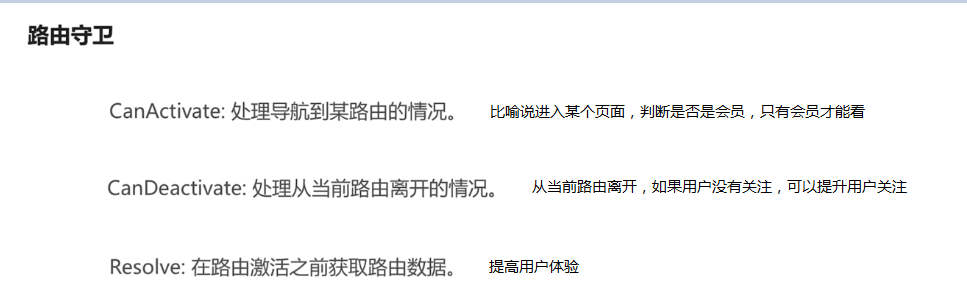 路由守卫
CanActivate: 处理导航到某路由的情况。 比喻说进入某个页面，判断是否是会员，只有会员才能看
CanDeactivate: 处理从当前路由离开的情况。 从当前路由离开，如果用户没有关注，可以提升用户关注
Resolve: 在路由激活之前获取路由数据。 提高用户体验